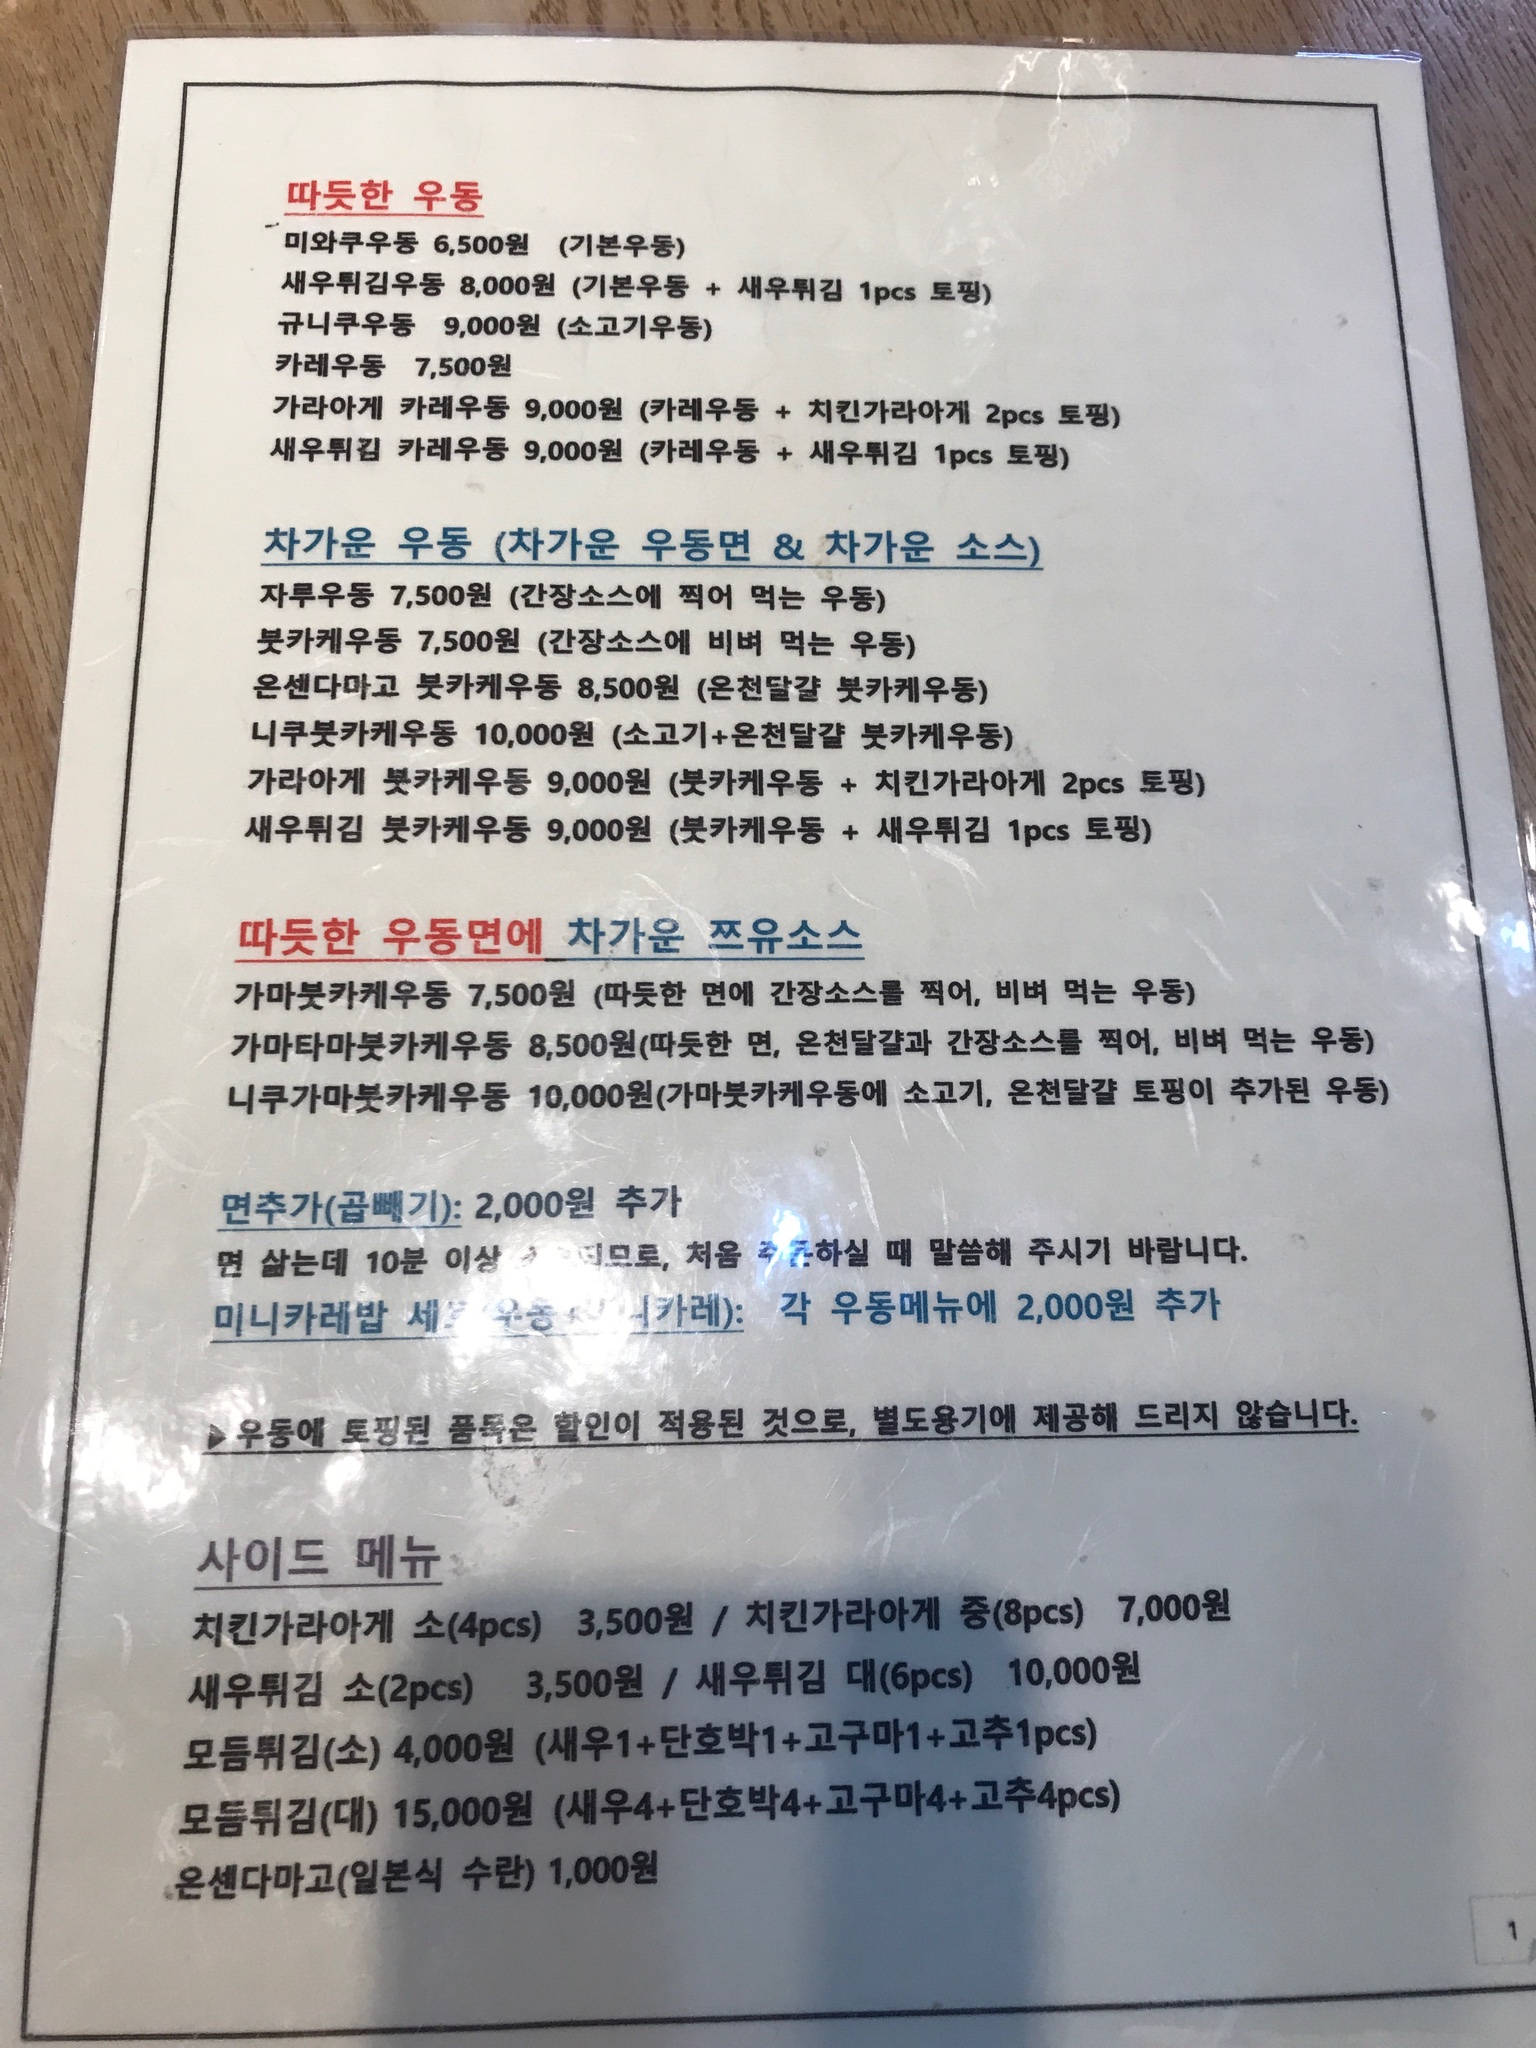 따듯한 우동
미와쿠우동 6,500원 (기본우동)
새우튀김우동 8,000원 (기본우동 + 새우튀김 1pcs 토핑)
규니쿠우동 9,000원 (소고기우동)
카레우동 7,500원
가라아게 카레우동 9,000원 (카레우동 + 치킨가라아게 2pcs 토핑)
새우튀김 카레우동 9,000원 (카레우동 + 새우튀김 1pcs 토핑)
차가운 우동 (차가운 우동면 & 차가운 소스)
자루우동 7,500원 (간장소스에 찍어 먹는 우동)
붓카케우동 7,500원 (간장소스에 비벼 먹는 우동)
온센다마고 붓카케우동 8,500원 (온천달걀 붓카케우동)
니쿠붓카케우동 10,000원 (소고기+온천달걀 붓카케우동)
가라아게 붓카케우동 9,000원 (붓카케우동 + 치킨가라아게 2pcs 토핑)
새우튀김 붓카케우동 9,000원 (붓카케우동 + 새우튀김 1pcs 토핑)
따듯한 우동면에 차가운 쯔유소스
가마붓카케우동 7,500원 (따듯한 면에 간장소스를 찍어, 비벼 먹는 우동)
가마타마붓카케우동 8,500원(따듯한 면, 온천달걀과 간장소스를 찍어, 비벼 먹는 우동)
니쿠가마붓카케우동 10,000원(가마붓카케우동에 소고기, 온천달걀 토핑이 추가된 우동)
면추가(곱빼기): 2,000원 추가
면 삶는데 10분 이상 처음 주문하실 때 말씀해 주시기 바랍니다.
미니카레밥 각 우동메뉴에 2,000원 추가
▶우동에 토핑된 품목은 할인이 적용된 것으로, 별도용기에 제공해 드리지 않습니다.
사이드 메뉴
치킨가라아게 소(4pcs) 3,500원 / 치킨가라아게 중(8pcs) 7,000원
새우튀김 소(2pcs) 3,500원 / 새우튀김 대(6pcs) 10,000원
모듬튀김(소) 4,000원 (새우1+단호박1+고구마1+고추1pcs)
모듬튀김(대) 15,000원 (새우4+단호박4+고구마4+고추4pcs)
온센다마고(일본식 수란) 1,000원
1